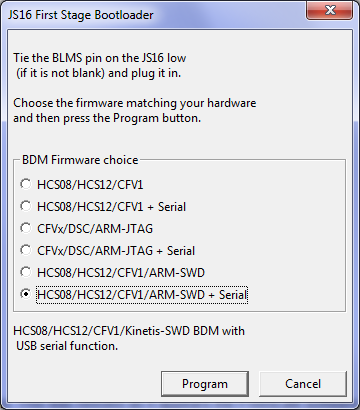 JS16 First Stage Bootloader
Tie the BLMS pin on the JS16 low
(if it is not blank) and plug it in.
Choose the firmware matching your hardware
and then press the Program button.
BDM Firmware choice
HCS08/HCS12/CFV1
HCS08/HCS12/CFV1 + Serial
CFVx/DSC/ARM-JTAG
CFVx/DSC/ARM-JTAG + Serial
HCS08/HCS12/CFV1/ARM-SWD
HCS08/HCS12/CFV1/ARM-SWD + Serial
HCS08/HCS12/CFV1/Kinetis-SWD BDM with
USB serial function.
Program Cancel